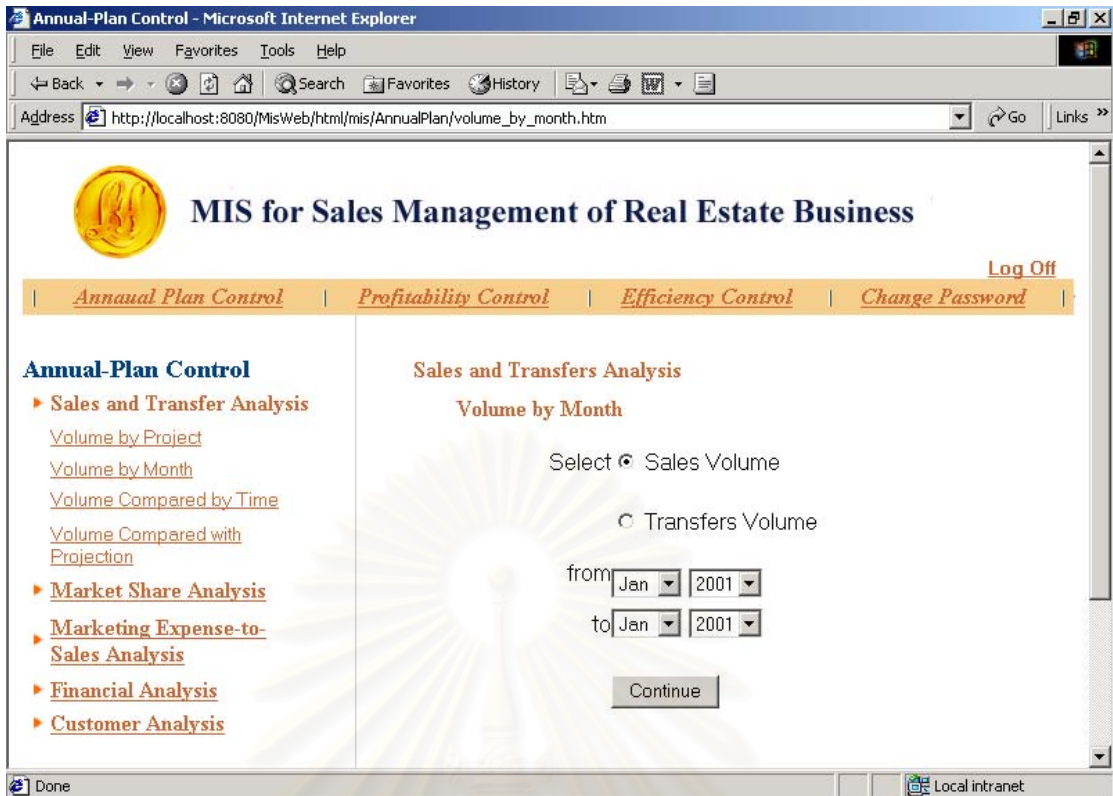 Annual-Plan Control - Microsoft Internet Explorer
File Edit View Favorites Tools Help
Back Search Favorites History
Address http://localhost:8080/MisWeb/html/mis/AnnualPlan/volume_by_month.htm Go Links »
MIS for Sales Management of Real Estate Business
Log Off
| Annaual Plan Control | Profitability Control | Efficiency Control | Change Password |
Annual-Plan Control
Sales and Transfer Analysis
Volume by Project
Volume by Month
Volume Compared by Time
Volume Compared with
Projection
Market Share Analysis
Marketing Expense-to-
Sales Analysis
Financial Analysis
Customer Analysis
Sales and Transfers Analysis
Volume by Month
Select Sales Volume
Transfers Volume
from Jan 2001
to Jan 2001
Continue
Done Local intranet